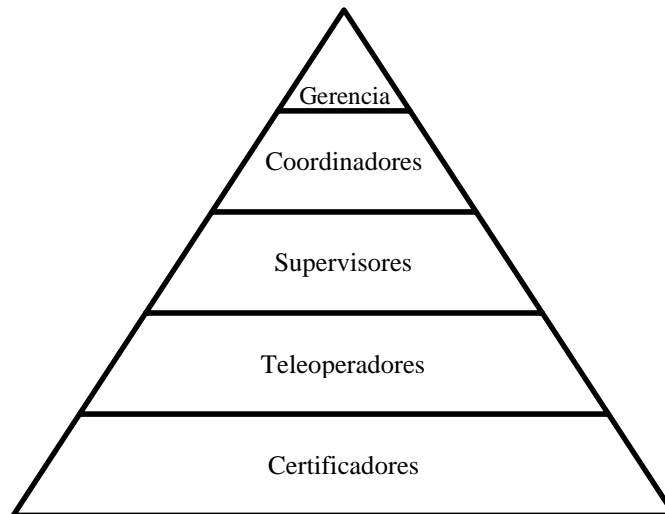 Gerencia
Coordinadores
Supervisores
Teleoperadores
Certificadores